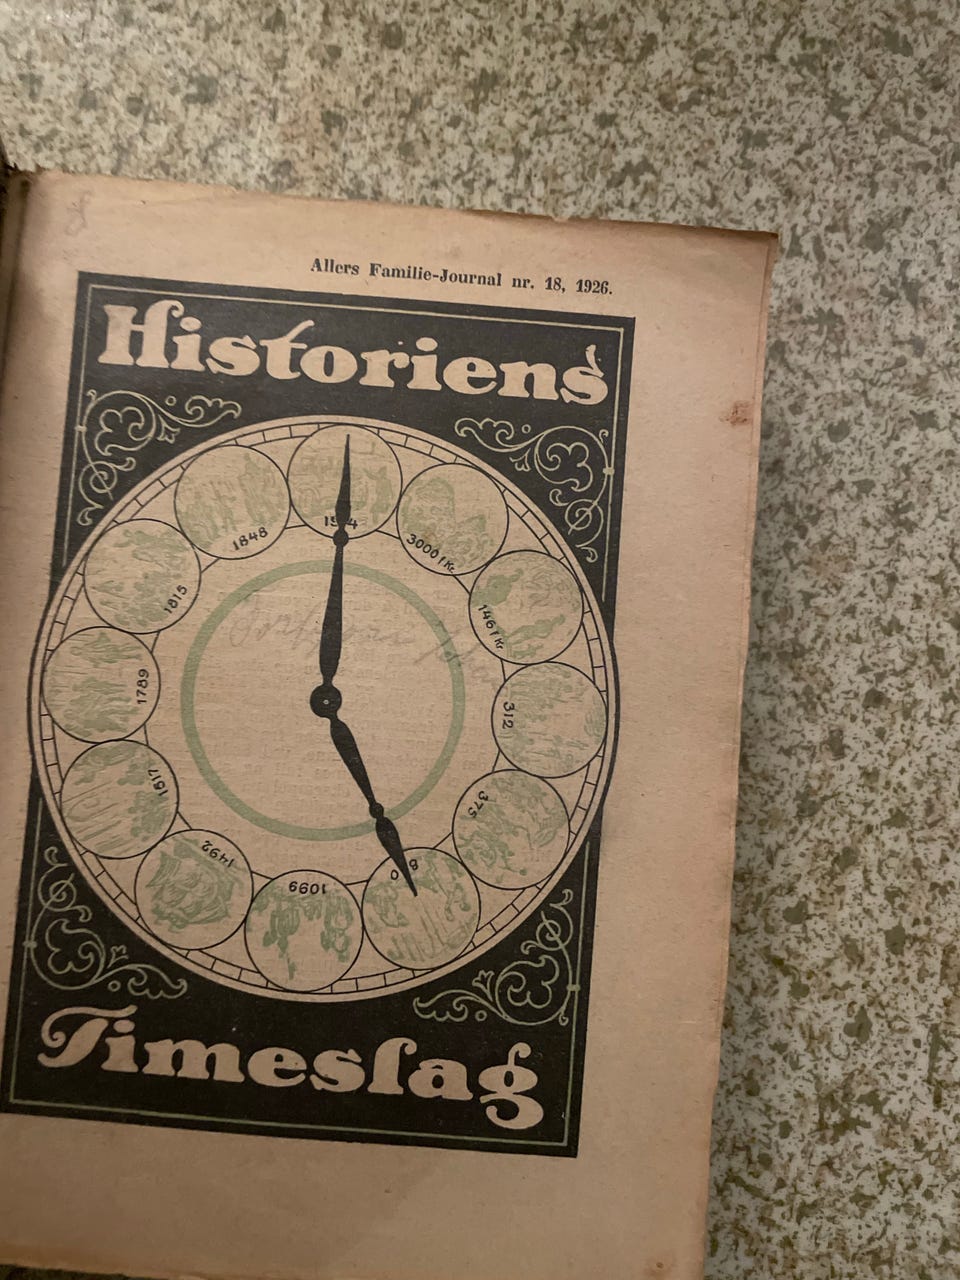 Allers Familie-Journal nr. 18, 1926.
Historiens
3000 f Kr.
146 f Kr.
312
375
1099
1492
1517
1789
1815
1848
Timeslag